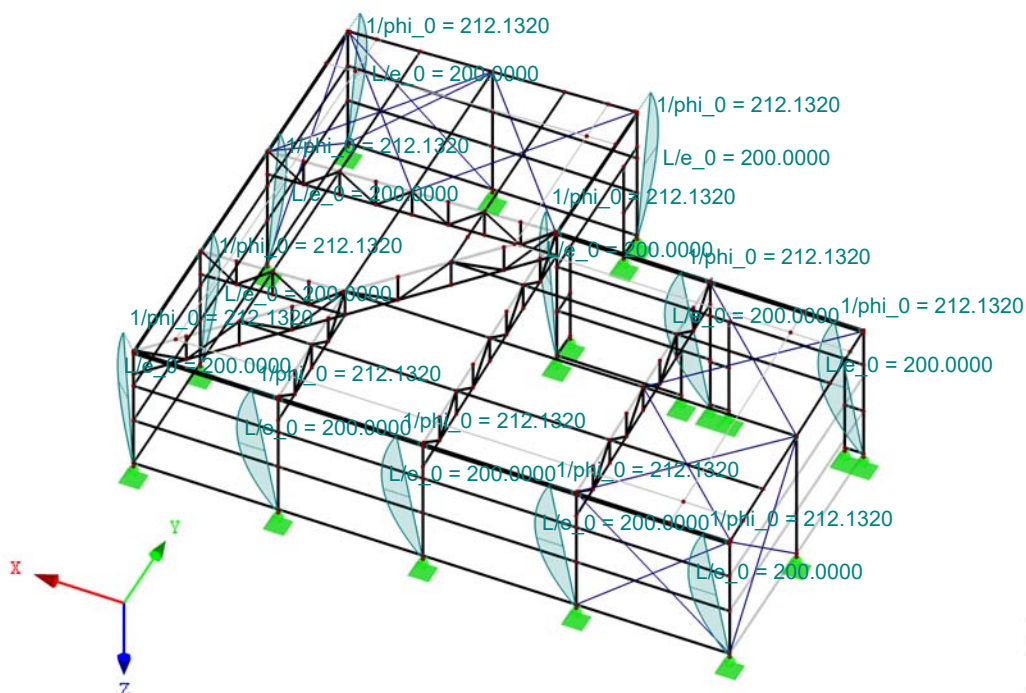 1/phi_0 = 212.1320
L/e_0 = 200.0000
1/phi_0 = 212.1320
1/phi_0 = 212.1320
L/e_0 = 200.0000
L/e_0 = 200.0000
1/phi_0 = 212.1320
1/phi_0 = 212.1320
L/e_0 = 200.0000
1/phi_0 = 212.1320
L/e_0 = 200.0000
1/phi_0 = 212.1320
L/e_0 = 200.0000
1/phi_0 = 212.1320
L/e_0 = 200.0000
L/e_0 = 200.0000
1/phi_0 = 212.1320
L/e_0 = 200.0000
1/phi_0 = 212.1320
L/e_0 = 200.0000
1/phi_0 = 212.1320
L/e_0 = 200.0000
1/phi_0 = 212.1320
L/e_0 = 200.0000
X
Y
Z